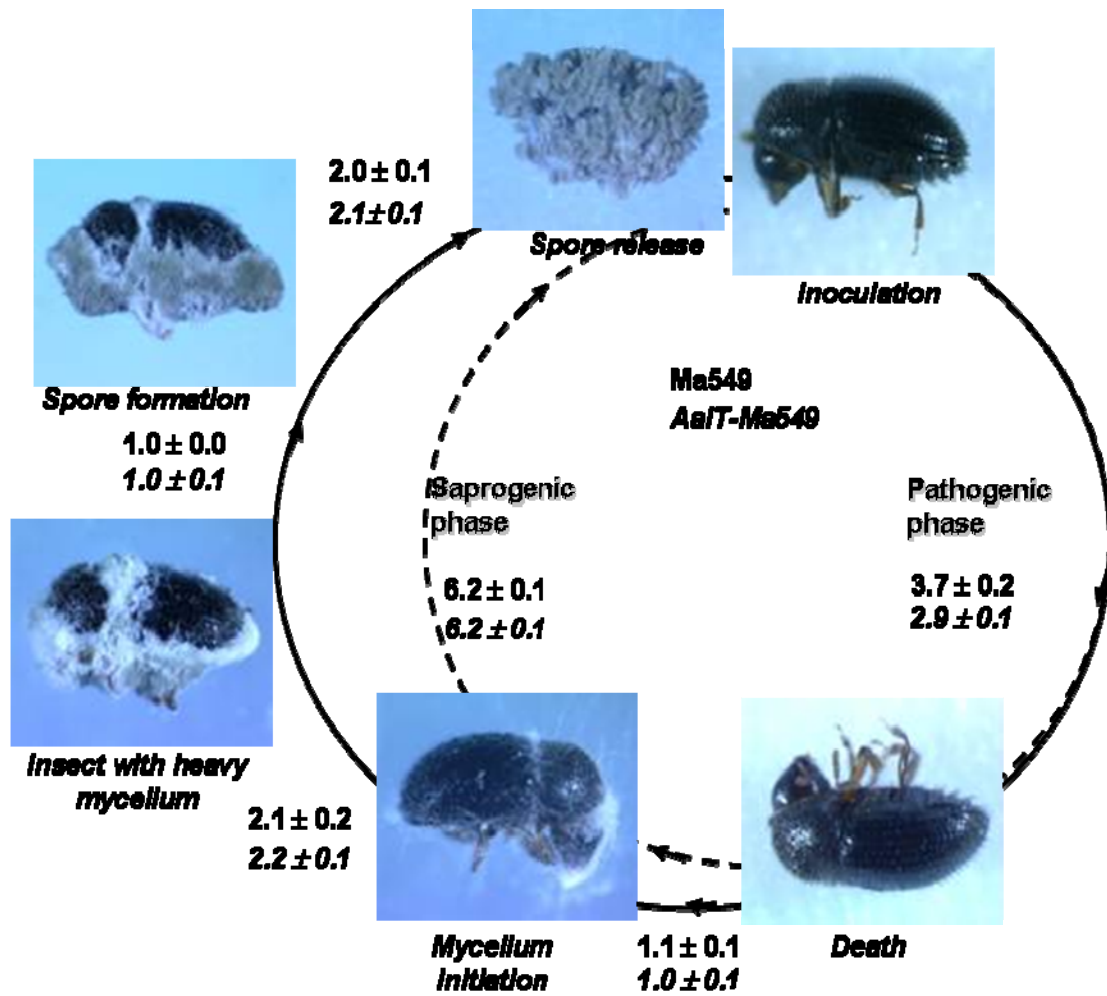 2.0 ± 0.1
2.1±0.1
Spore release
Inoculation
Spore formation
1.0 ± 0.0
1.0 ± 0.1
Ma549
AaIT-Ma549
Saprogenic
phase
6.2 ± 0.1
6.2 ± 0.1
Pathogenic
phase
3.7 ± 0.2
2.9 ± 0.1
Insect with heavy
mycelium
2.1 ± 0.2
2.2 ± 0.1
Mycelium
initiation
1.1 ± 0.1
1.0 ± 0.1
Death